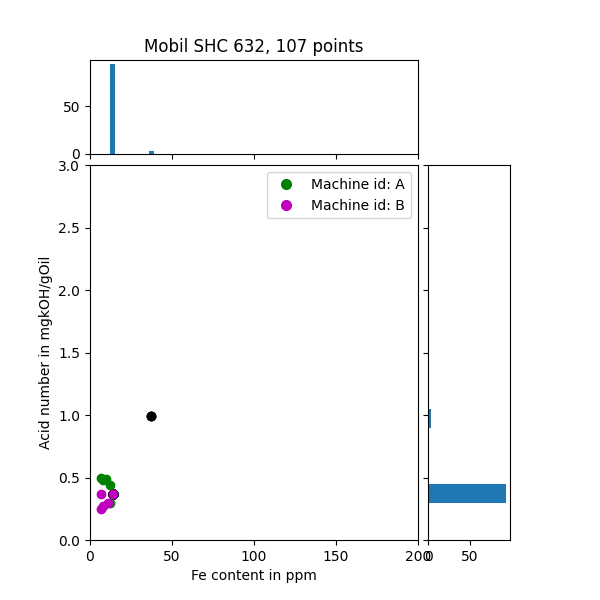 Mobil SHC 632, 107 points
50
0
3.0
2.5
2.0
1.5
1.0
0.5
0.0
Acid number in mgkOH/gOil
Machine id: A
Machine id: B
0 50 100 150 200
0 50
Fe content in ppm